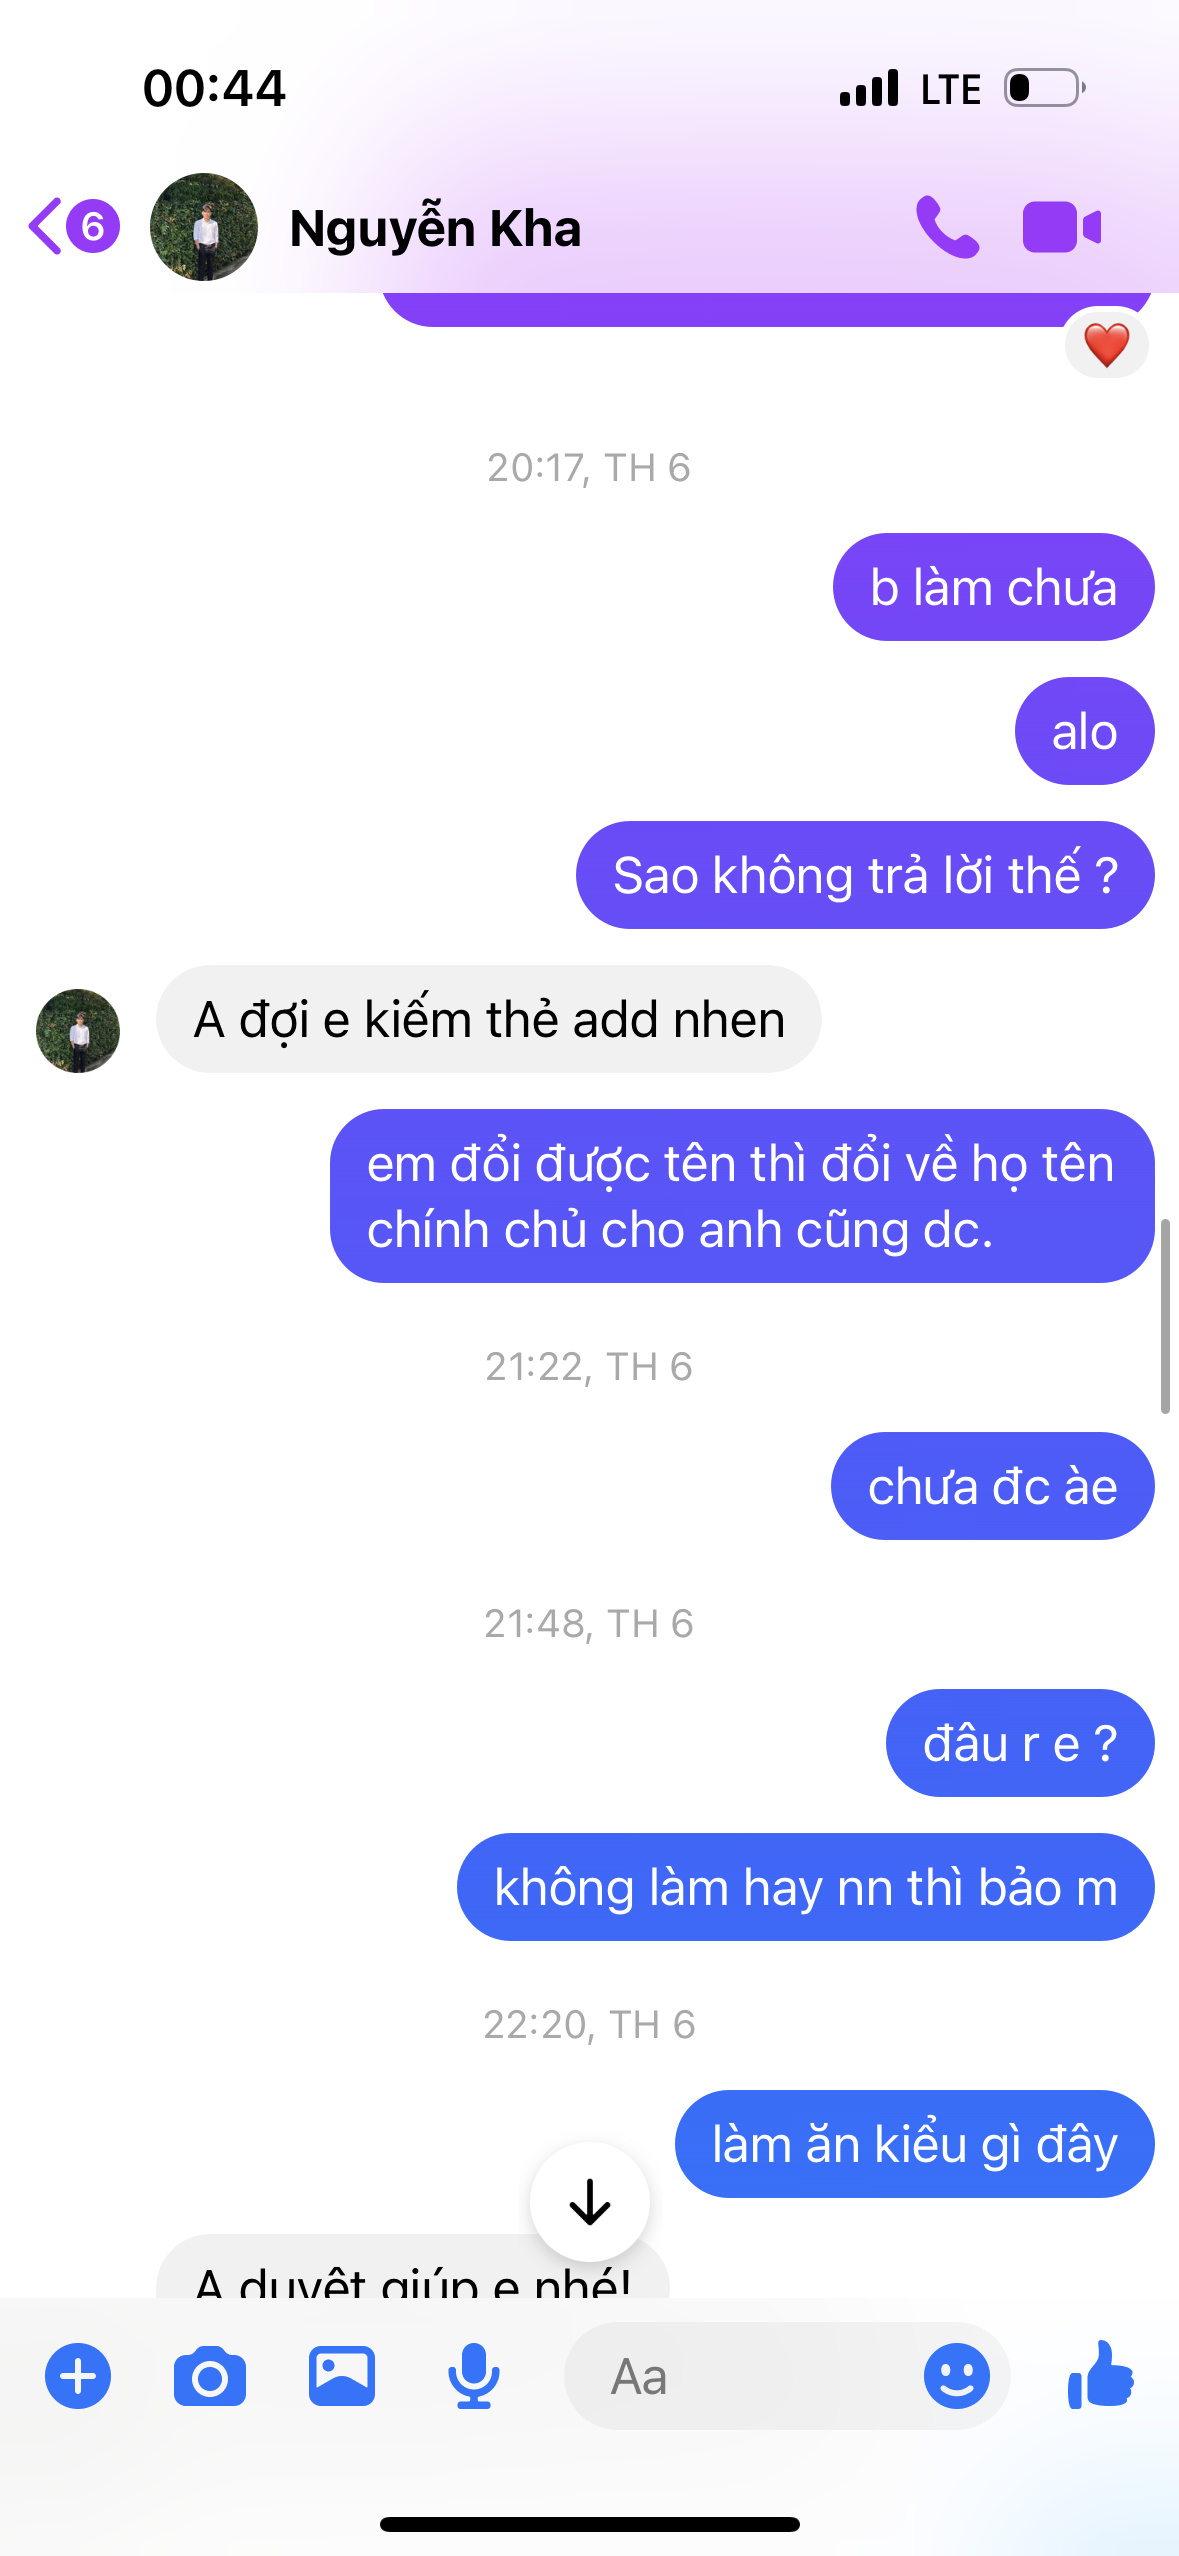 00:44
LTE
6
Nguyễn Kha
20:17, TH 6
b làm chưa
alo
Sao không trả lời thế ?
A đợi e kiếm thẻ add nhen
em đổi được tên thì đổi về họ tên
chính chủ cho anh cũng dc.
21:22, TH 6
chưa đc àe
21:48, TH 6
đâu r e ?
không làm hay nn thì bảo m
22:20, TH 6
làm ăn kiểu gì đây
A duyệt giúp e nhé!
Aa